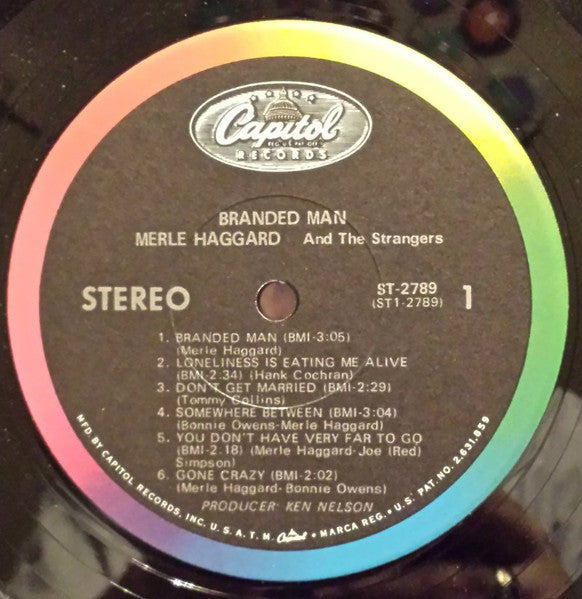 Capitol
REG. U.S. PAT. OFF.
RECORDS
BRANDED MAN
MERLE HAGGARD And The Strangers
STEREO
ST-2789
(ST1-2789)
1
1. BRANDED MAN (BMI-3:05)
(Merle Haggard)
2. LONELINESS IS EATING ME ALIVE
(BMI-2:34) (Hank Cochran)
3. DON'T GET MARRIED (BMI-2:29)
(Tommy Collins)
4. SOMEWHERE BETWEEN (BMI-3:04)
(Bonnie Owens-Merle Haggard)
5. YOU DON'T HAVE VERY FAR TO GO
(BMI-2:18) (Merle Haggard-Joe (Red)
Simpson)
6. GONE CRAZY (BMI-2:02)
(Merle Haggard-Bonnie Owens)
PRODUCER: KEN NELSON
MFD BY CAPITOL RECORDS, INC. U.S.A. T.M. Capitol MARCA REG. • U.S. PAT. NO. 2,631,859